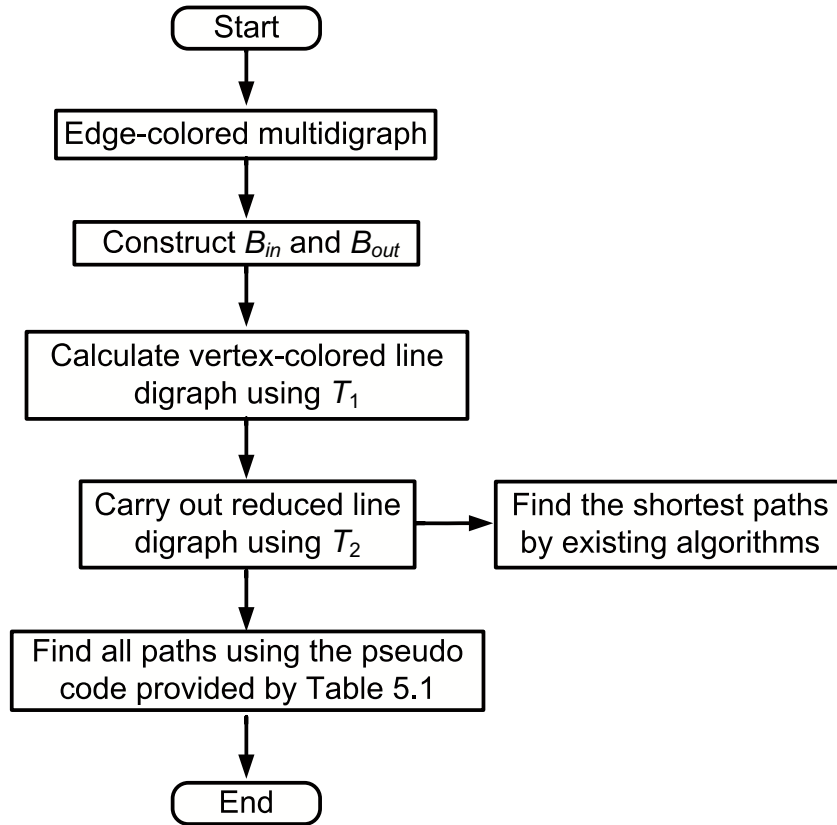 Start
Edge-colored multidigraph
Construct B_in and B_out
Calculate vertex-colored line
digraph using T_1
Carry out reduced line
digraph using T_2
Find the shortest paths
by existing algorithms
Find all paths using the pseudo
code provided by Table 5.1
End